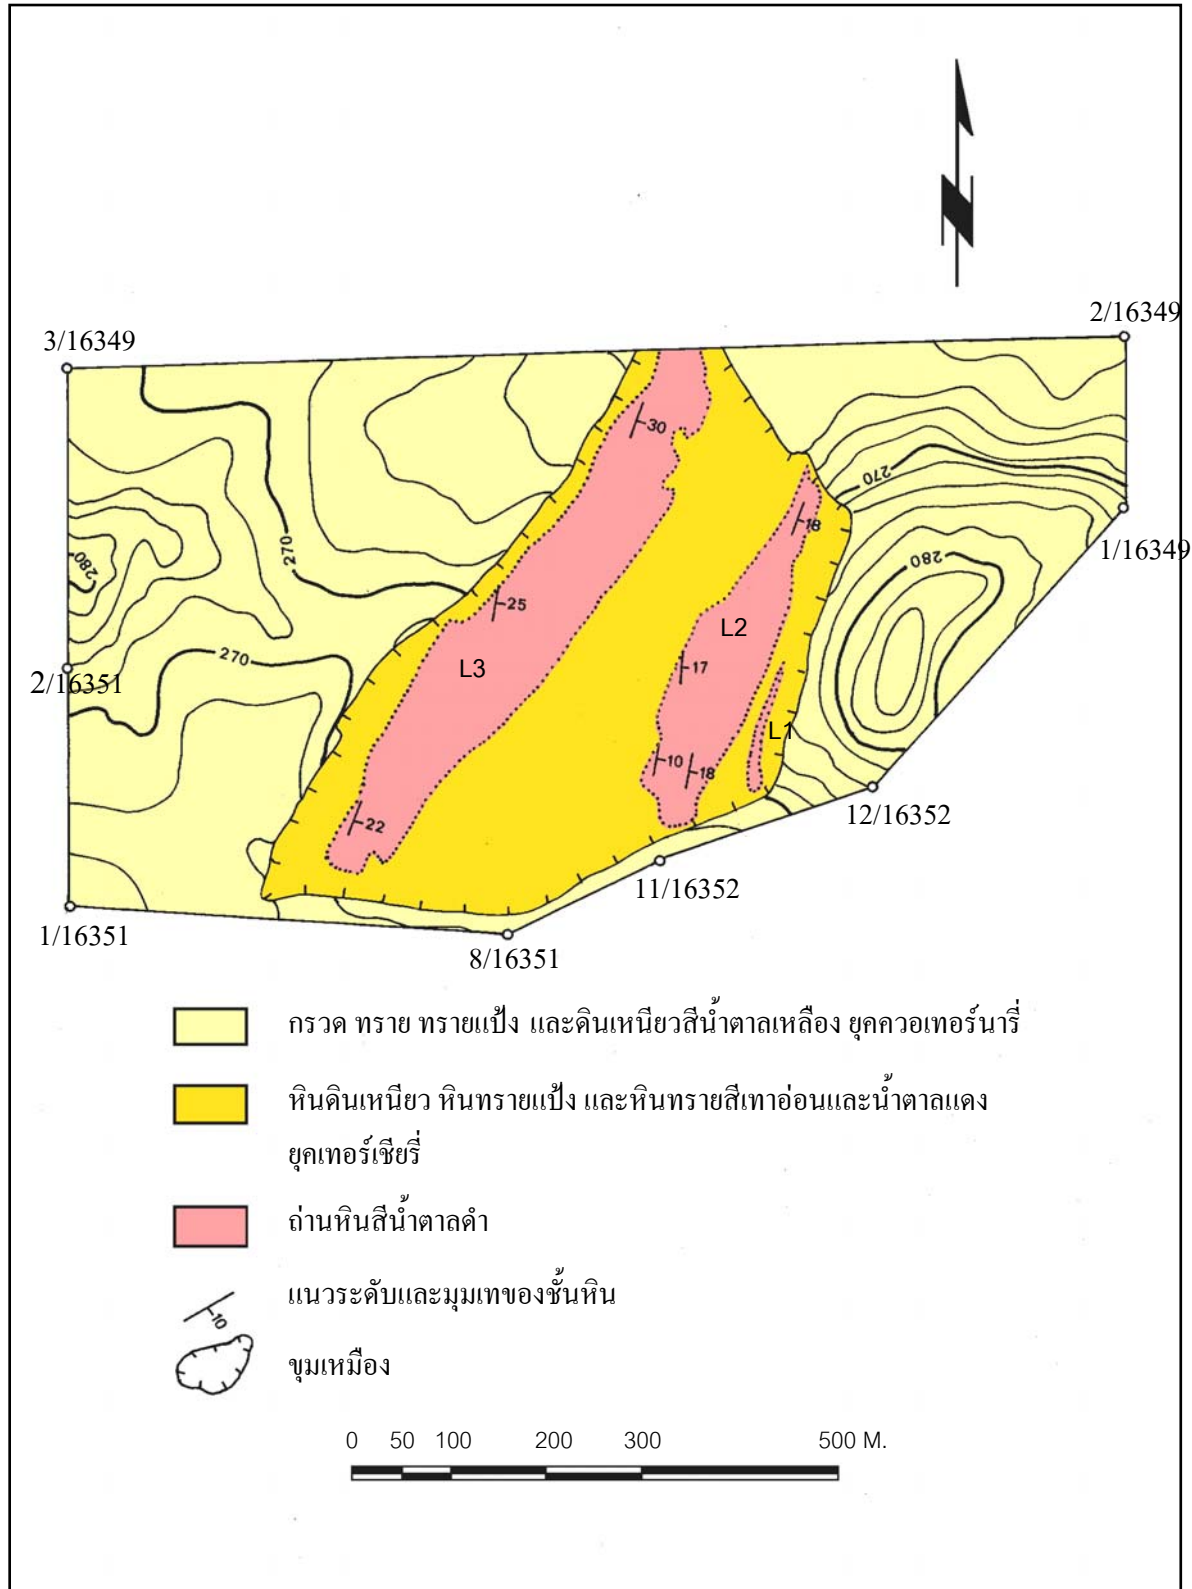 2/16349
3/16349
30
270
18
1/16349
270
280
280
25
L2
270
L3
17
2/16351
L1
10
18
12/16352
22
11/16352
1/16351
8/16351
กรวด ทราย ทรายแป้ง และดินเหนียวสีน้ำตาลเหลือง ยุคควอเทอร์นารี่
หินดินเหนียว หินทรายแป้ง และหินทรายสีเทาอ่อนและน้ำตาลแดง
ยุคเทอร์เชียรี่
ถ่านหินสีน้ำตาลดำ
แนวระดับและมุมเทของชั้นหิน
10
ขุมเหมือง
0 50 100 200 300 500 M.